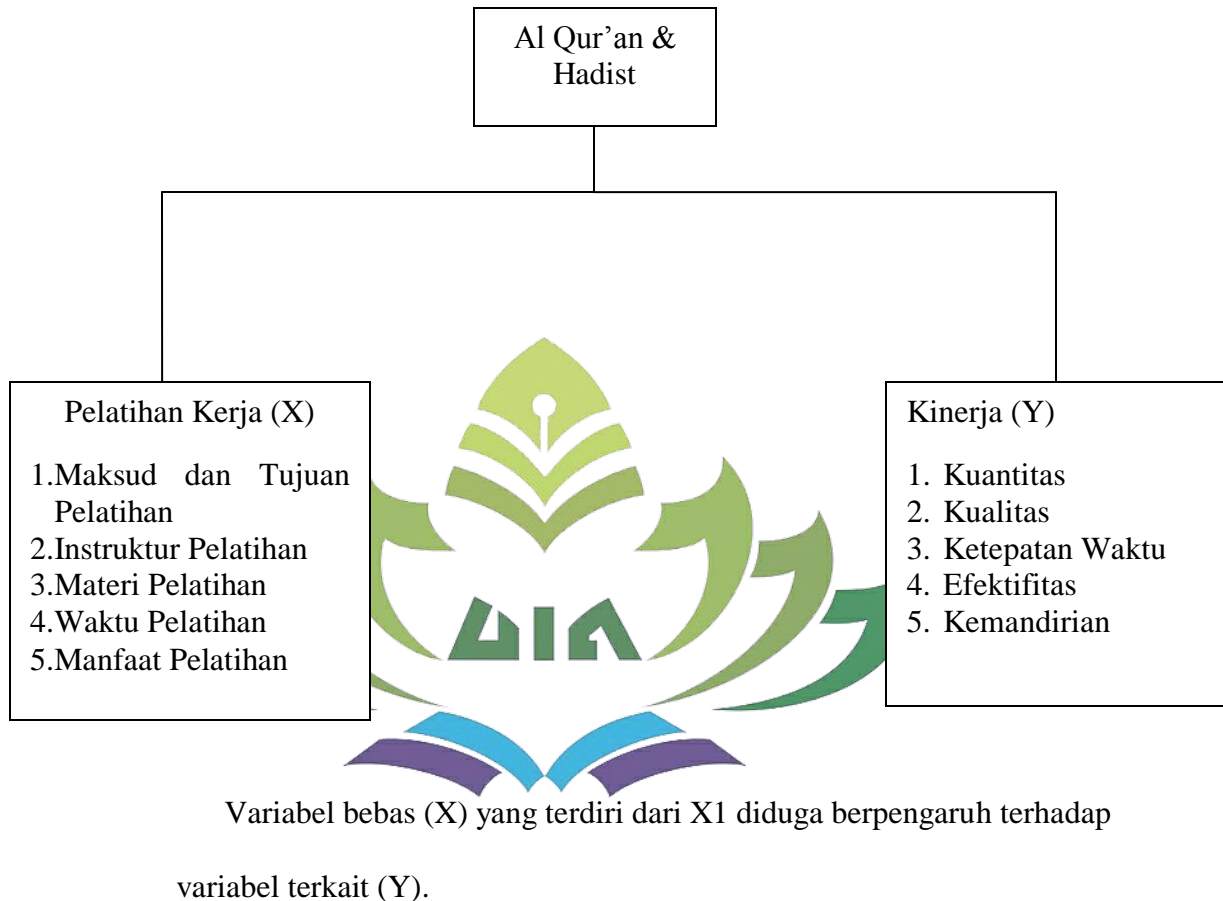 Al Qur’an &
Hadist
Pelatihan Kerja (X)
1.Maksud dan Tujuan
Pelatihan
2.Instruktur Pelatihan
3.Materi Pelatihan
4.Waktu Pelatihan
5.Manfaat Pelatihan
Kinerja (Y)
1. Kuantitas
2. Kualitas
3. Ketepatan Waktu
4. Efektifitas
5. Kemandirian
UIN
Variabel bebas (X) yang terdiri dari X1 diduga berpengaruh terhadap
variabel terkait (Y).